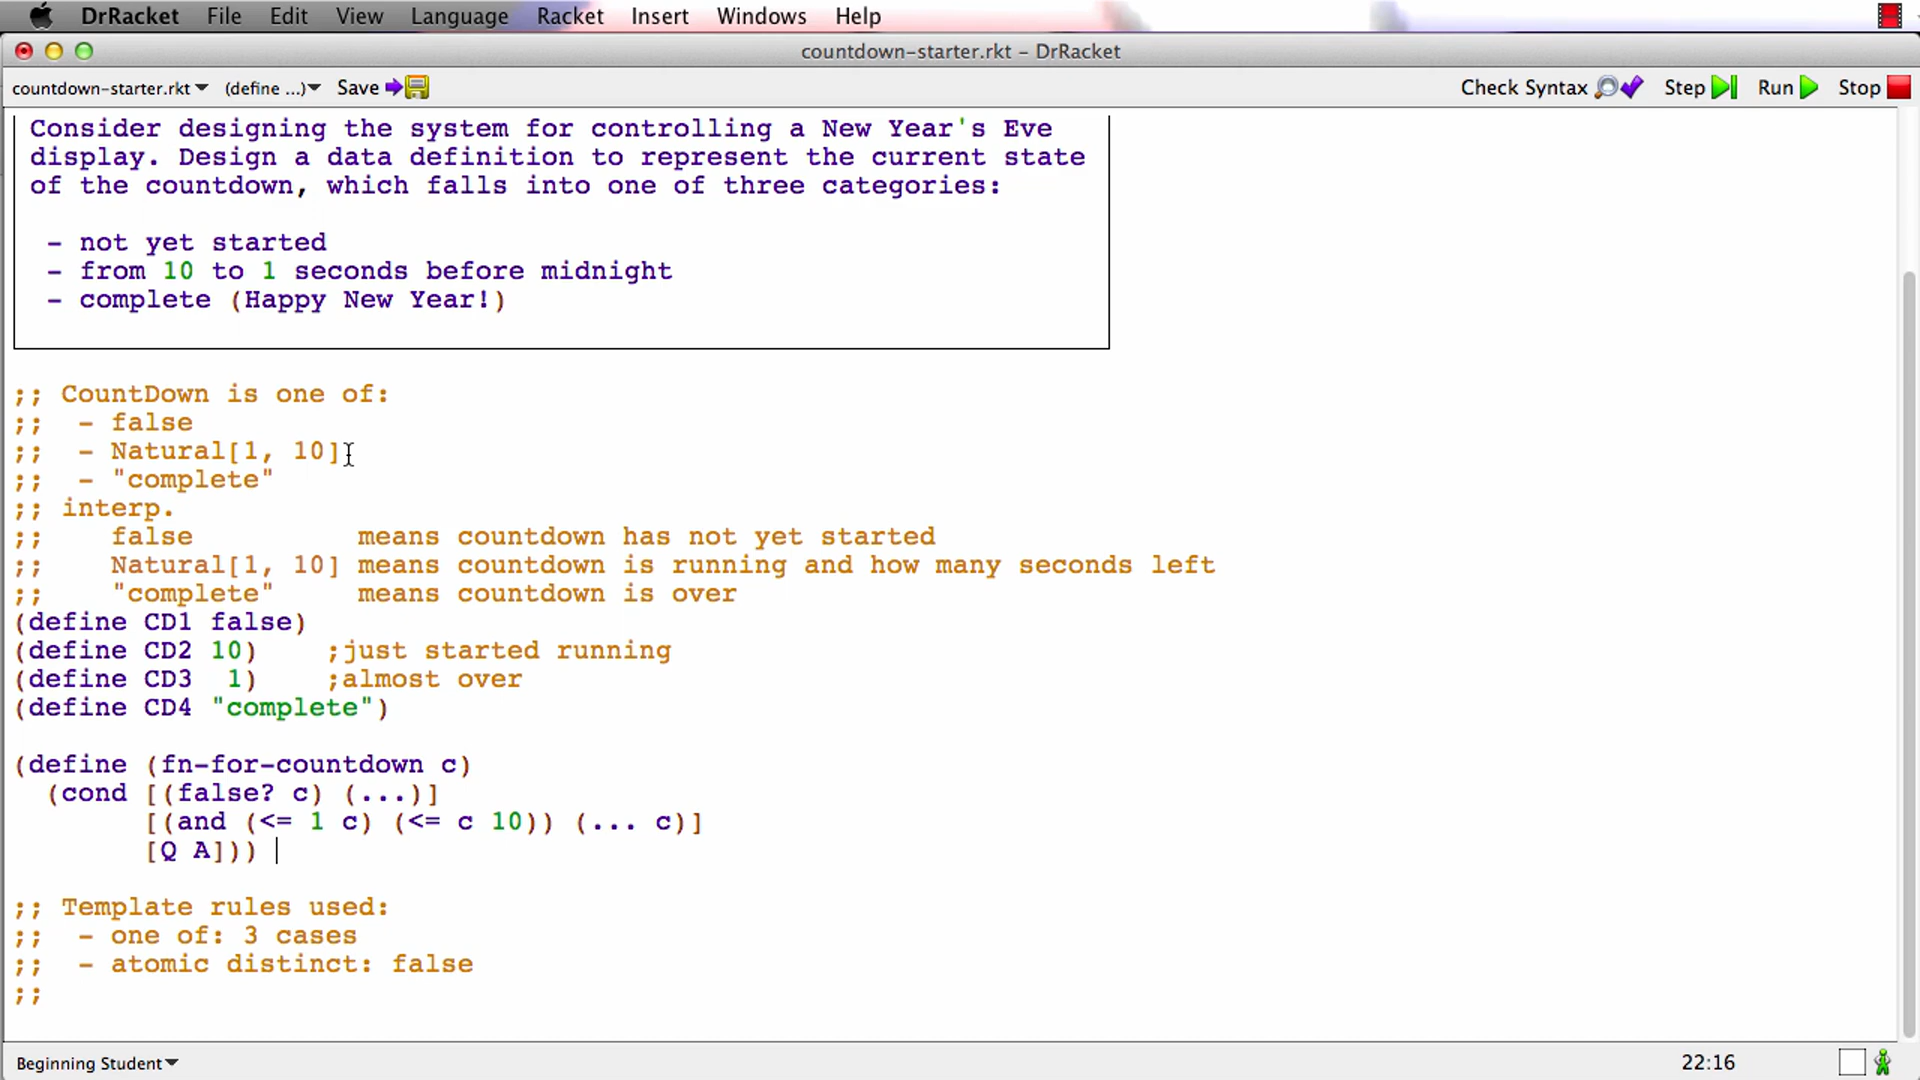 DrRacket File Edit View Language Racket Insert Windows Help
countdown-starter.rkt - DrRacket
countdown-starter.rkt (define ...) Save Check Syntax Step Run Stop
Consider designing the system for controlling a New Year's Eve
display. Design a data definition to represent the current state
of the countdown, which falls into one of three categories:
- not yet started
- from 10 to 1 seconds before midnight
- complete (Happy New Year!)
;; CountDown is one of:
;;  - false
;;  - Natural[1, 10]
;;  - "complete"
;; interp.
;;    false          means countdown has not yet started
;;    Natural[1, 10] means countdown is running and how many seconds left
;;    "complete"     means countdown is over
(define CD1 false)
(define CD2 10)    ;just started running
(define CD3  1)    ;almost over
(define CD4 "complete")
(define (fn-for-countdown c)
  (cond [(false? c) (...)]
        [(and (<= 1 c) (<= c 10)) (... c)]
        [Q A]))
;; Template rules used:
;;  - one of: 3 cases
;;  - atomic distinct: false
;;
Beginning Student 22:16